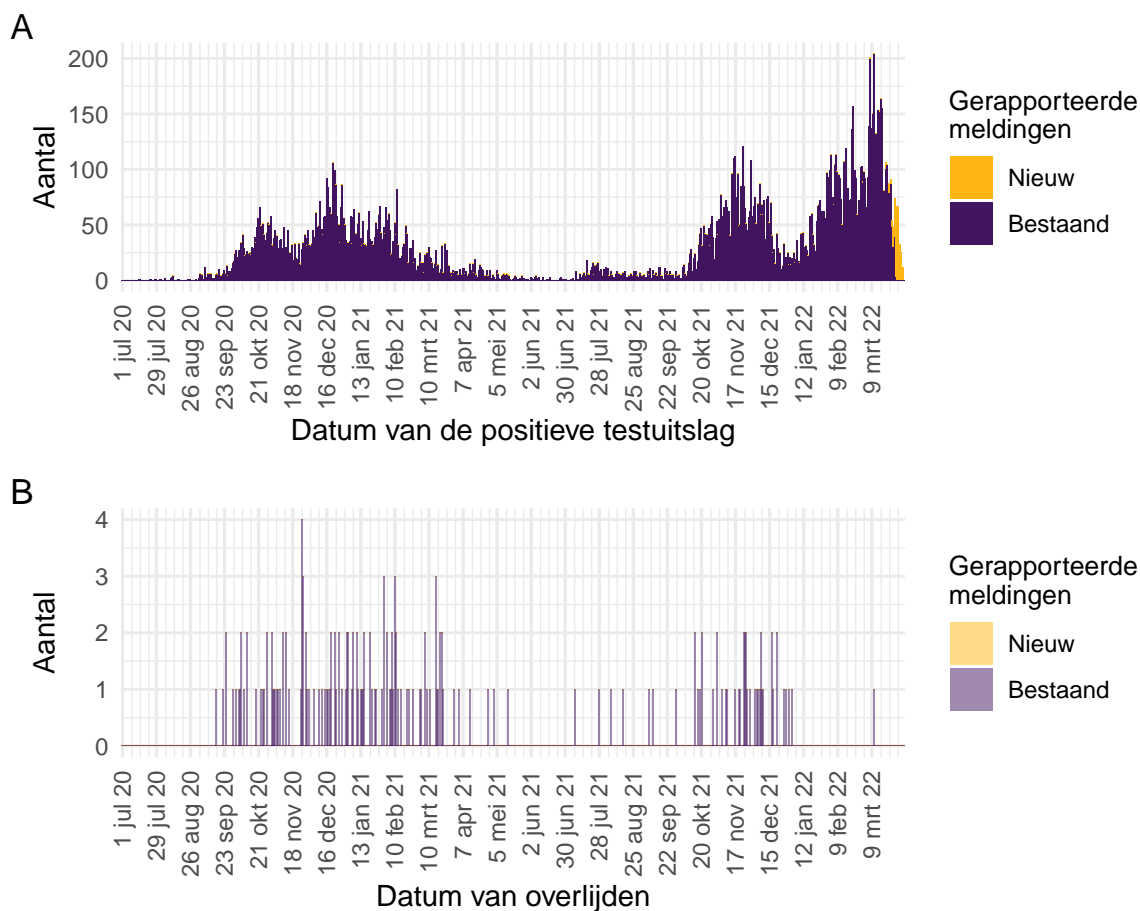 A
200
150
100
50
0
Aantal
1 jul 20
29 jul 20
26 aug 20
23 sep 20
21 okt 20
18 nov 20
16 dec 20
13 jan 21
10 feb 21
10 mrt 21
7 apr 21
5 mei 21
2 jun 21
30 jun 21
28 jul 21
25 aug 21
22 sep 21
20 okt 21
17 nov 21
15 dec 21
12 jan 22
9 feb 22
9 mrt 22
Datum van de positieve testuitslag
Gerapporteerde
meldingen
Nieuw
Bestaand
B
4
3
2
1
0
Aantal
1 jul 20
29 jul 20
26 aug 20
23 sep 20
21 okt 20
18 nov 20
16 dec 20
13 jan 21
10 feb 21
10 mrt 21
7 apr 21
5 mei 21
2 jun 21
30 jun 21
28 jul 21
25 aug 21
22 sep 21
20 okt 21
17 nov 21
15 dec 21
12 jan 22
9 feb 22
9 mrt 22
Datum van overlijden
Gerapporteerde
meldingen
Nieuw
Bestaand